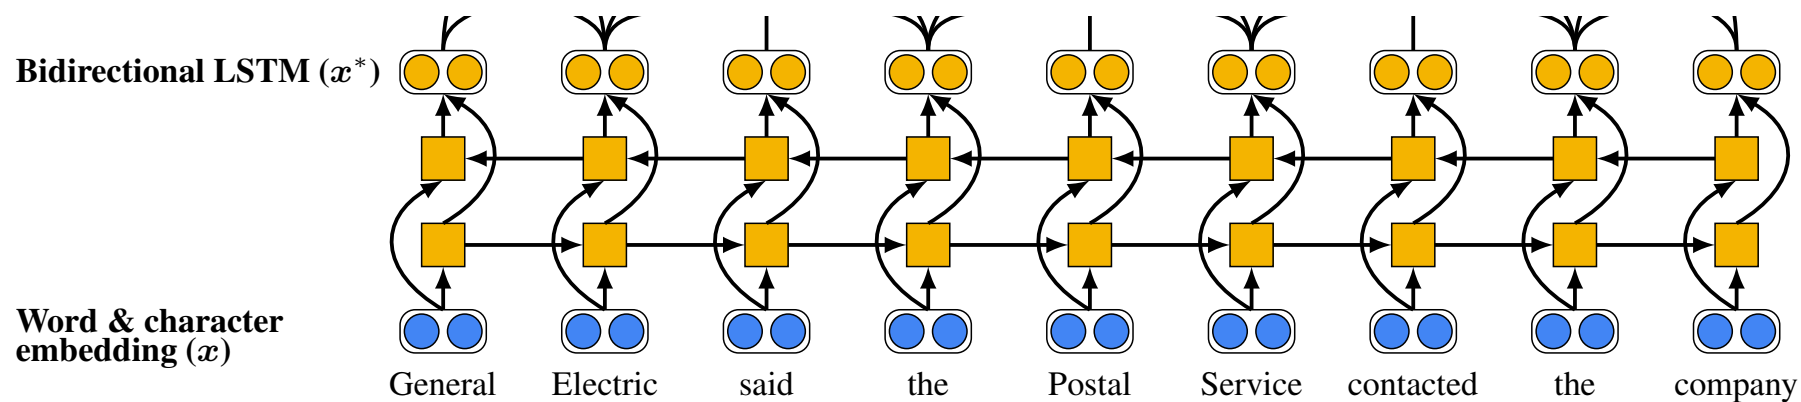 Bidirectional LSTM (x*)
Word & character
embedding (x)
General Electric said the Postal Service contacted the company